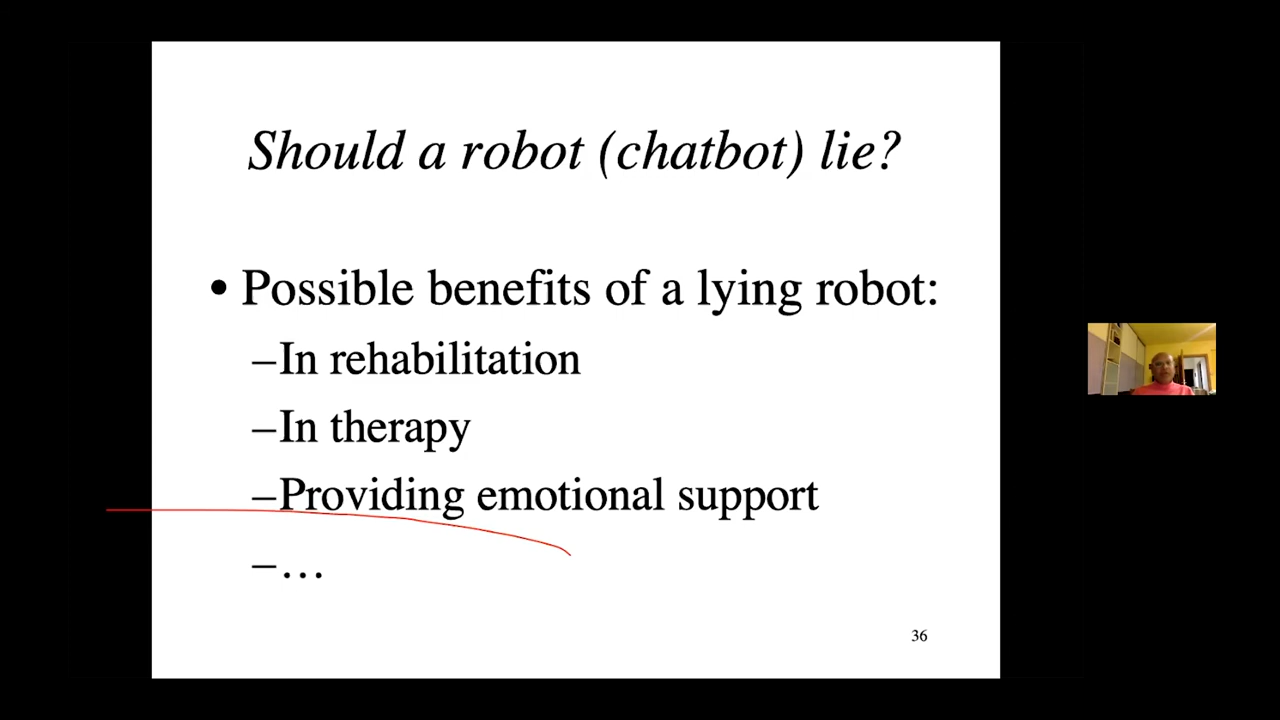 Should a robot (chatbot) lie?
• Possible benefits of a lying robot:
–In rehabilitation
–In therapy
–Providing emotional support
–…
36